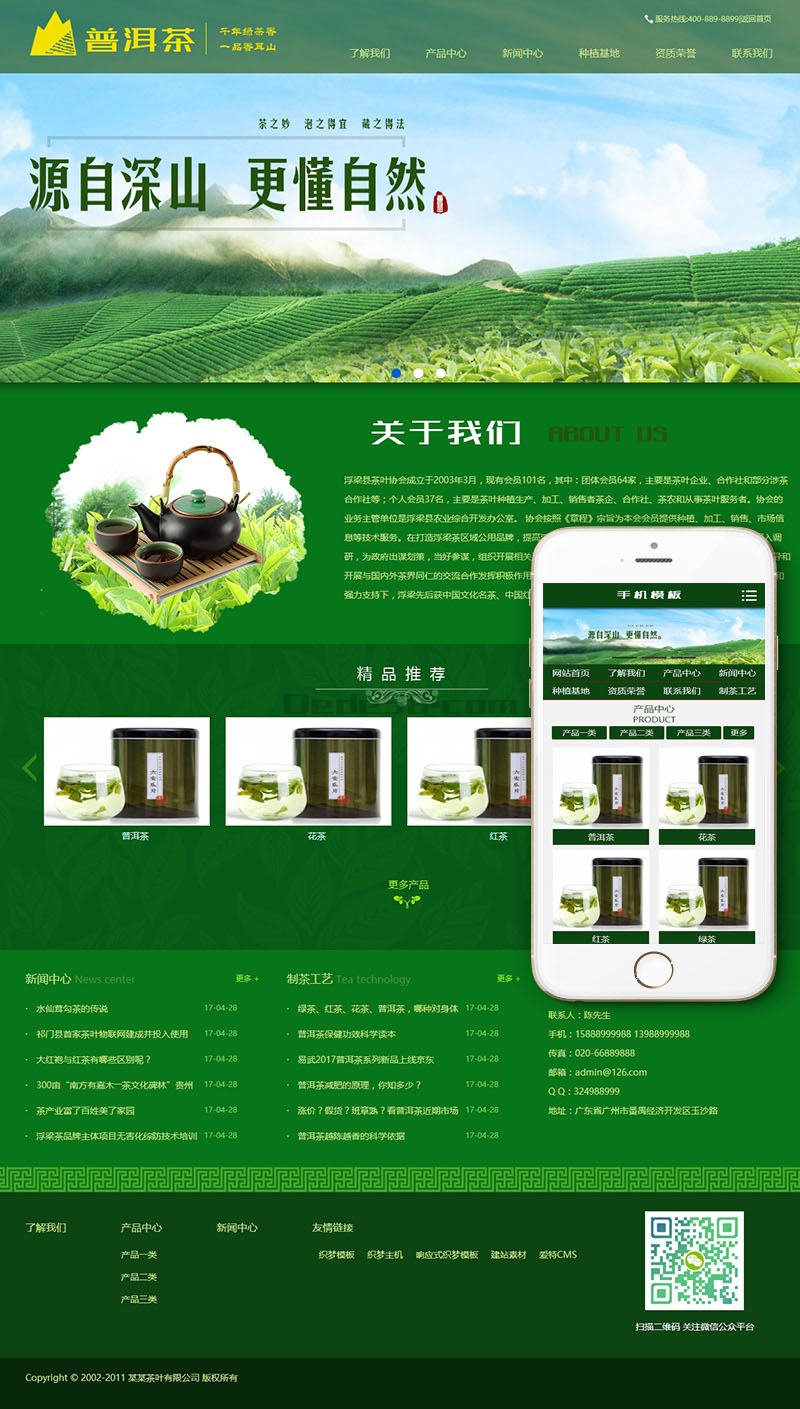 普洱茶
千年绿茶香
一品香耳山
服务热线:400-889-8899|返回首页
了解我们 产品中心 新闻中心 种植基地 资质荣誉 联系我们
茶之妙 泡之得宜 藏之得法
源自深山 更懂自然
关于我们 ABOUT US
浮梁县茶叶协会成立于2003年3月，现有会员101名，其中：团体会员64家，主要是茶叶企业、合作社和部分涉茶
合作社等；个人会员37名，主要是茶叶种植生产、加工、销售者茶企、合作社、茶农和从事茶叶服务者。协会的
业务主管单位是浮梁县农业综合开发办公室。 协会按照《章程》宗旨为本会会员提供种植、加工、销售、市场信
息等技术服务。在打造浮梁茶区域公用品牌，提高
入调
研，为政府出谋划策，当好参谋，组织开展相关
和
开展与国内外茶界同仁的交流合作发挥积极作用
强力支持下，浮梁先后获中国文化名茶、中国红
精品推荐
Dede58.com
普洱茶 花茶 红茶
更多产品
手机模板
源自深山 更懂自然
网站首页 了解我们 产品中心 新闻中心
种植基地 资质荣誉 联系我们 制茶工艺
产品中心
PRODUCT
产品一类 产品二类 产品三类 更多
普洱茶 花茶
红茶 绿茶
新闻中心 News center 更多 +
· 水仙茸勾茶的传说 17-04-28
· 祁门县首家茶叶物联网建成并投入使用 17-04-28
· 大红袍与红茶有哪些区别呢？ 17-04-28
· 300亩“南方有嘉木一茶文化碑林”贵州 17-04-28
· 茶产业富了百姓美了家园 17-04-28
· 浮梁茶品牌主体项目无害化综防技术培训 17-04-28
制茶工艺 Tea technology 更多 +
· 绿茶、红茶、花茶、普洱茶，哪种对身体 17-04-28
· 普洱茶保健功效科学读本 17-04-28
· 易武2017普洱茶系列新品上线京东 17-04-28
· 普洱茶减肥的原理，你知多少？ 17-04-28
· 涨价？假货？班章熟？看普洱茶近期市场 17-04-28
· 普洱茶越陈越香的科学依据 17-04-28
联系人：陈先生
手机：15888999988 13988999988
传真：020-66889888
邮箱：admin@126.com
Q Q：324988999
地址：广东省广州市番禺经济开发区玉沙路
了解我们 产品中心 新闻中心 友情链接
产品一类
产品二类
产品三类
织梦模板 织梦主机 响应式织梦模板 建站素材 爱特CMS
扫描二维码 关注微信公众平台
Copyright © 2002-2011 某某茶叶有限公司 版权所有